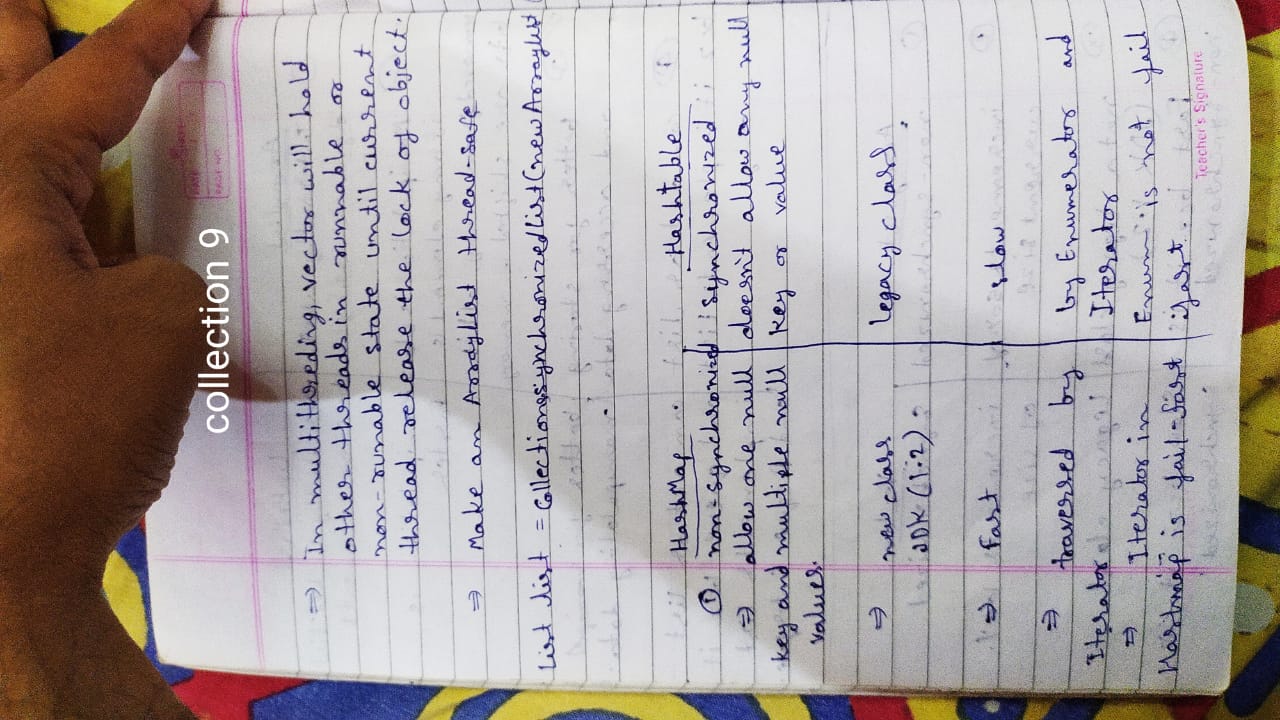 collection 9
DATE
PAGE NO.
⇒ In multithreding, vector will hold
other threads in runnable or
non-runable state until current
thread release the lock of object.
⇒ Make an ArrayList thread-safe
List list = Collections.synchronizedList(new ArrayList
HashMap Hashtable
① non-synchronized synchronized
⇒ allow one null doesn't allow any null
key and multiple null key or value
values.
⇒ new class Legacy class.
JDK (1.2).
⇒ fast slow
⇒ traversed by by Enumerator and
Iterator Iterator
⇒ Iterator in Enum is not fail
Hashmap is fail-fast fast.
Teacher's Signature